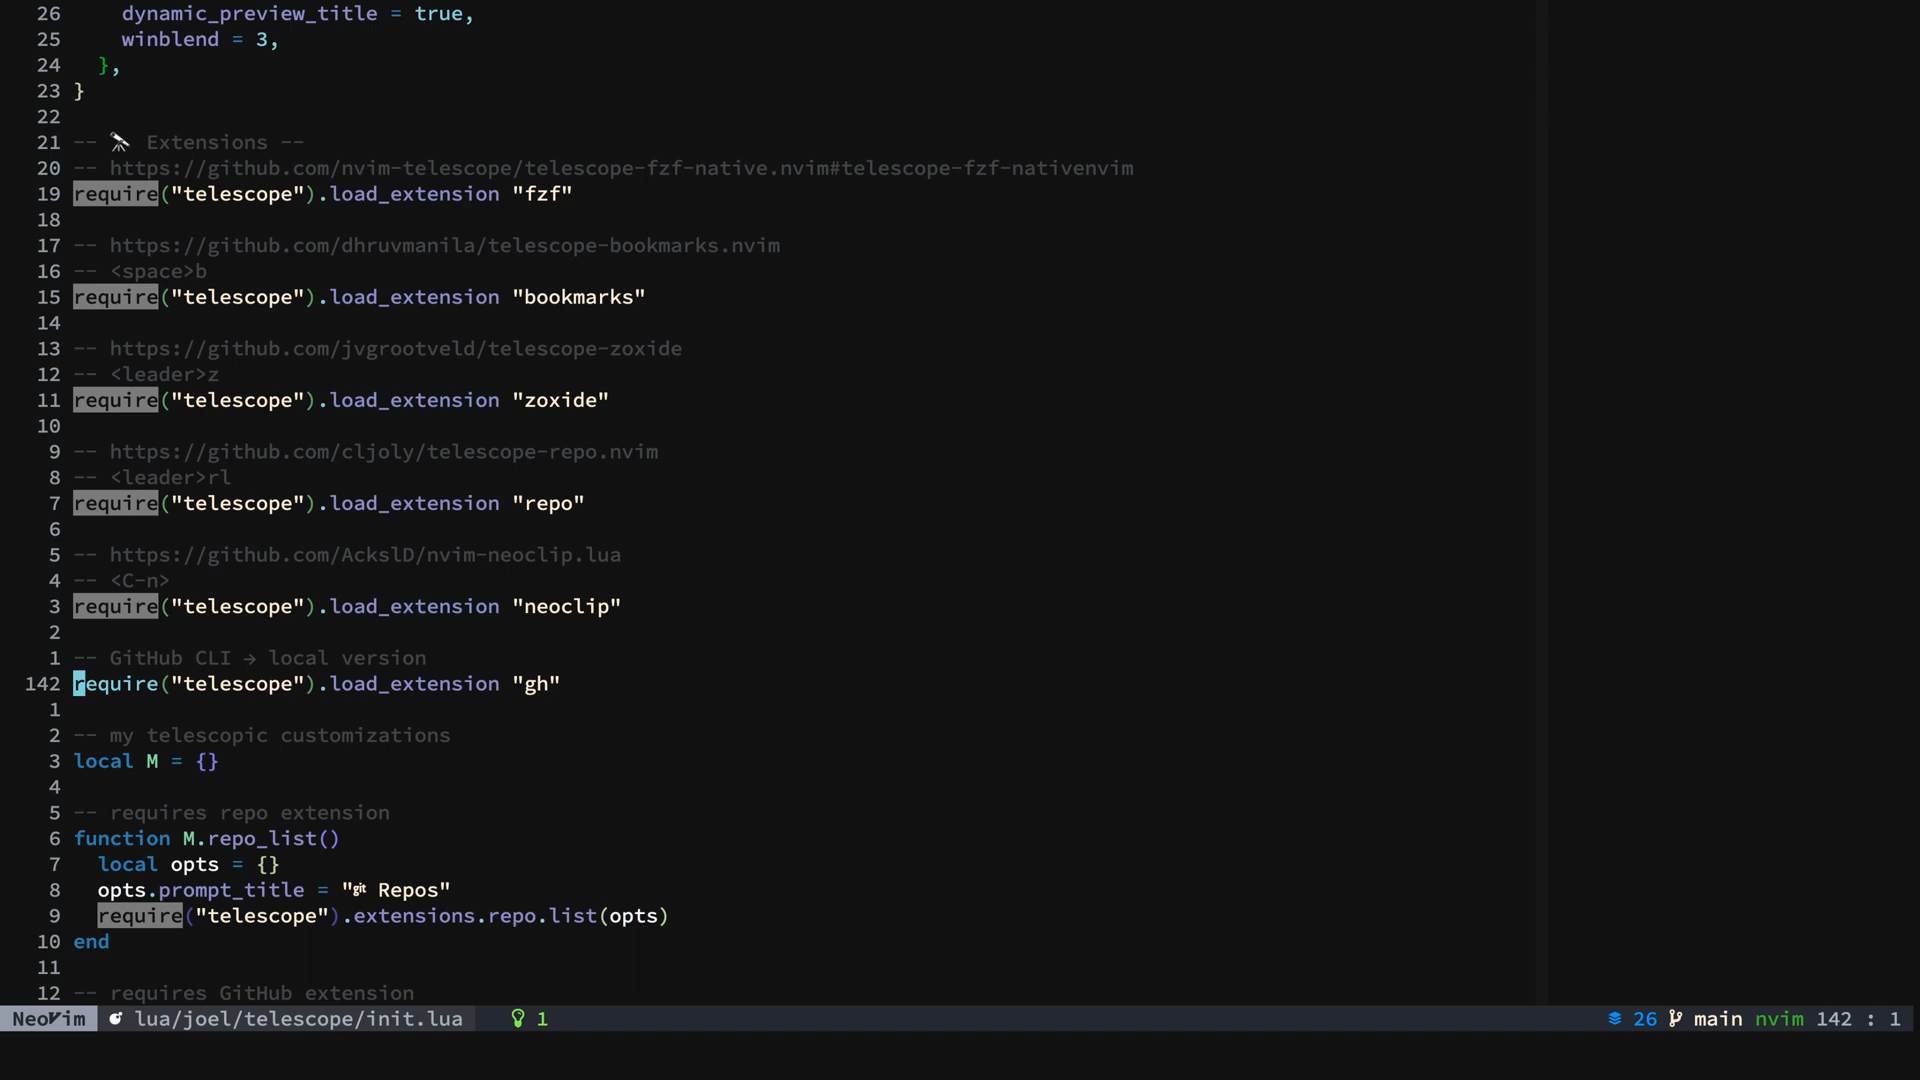 26 dynamic_preview_title = true,
25 winblend = 3,
24 },
23 }
22
21 -- 🔭 Extensions --
20 -- https://github.com/nvim-telescope/telescope-fzf-native.nvim#telescope-fzf-nativenvim
19 require("telescope").load_extension "fzf"
18
17 -- https://github.com/dhruvmanila/telescope-bookmarks.nvim
16 -- <space>b
15 require("telescope").load_extension "bookmarks"
14
13 -- https://github.com/jvgrootveld/telescope-zoxide
12 -- <leader>z
11 require("telescope").load_extension "zoxide"
10
9 -- https://github.com/cljoly/telescope-repo.nvim
8 -- <leader>rl
7 require("telescope").load_extension "repo"
6
5 -- https://github.com/AckslD/nvim-neoclip.lua
4 -- <C-n>
3 require("telescope").load_extension "neoclip"
2
1 -- GitHub CLI → local version
142 require("telescope").load_extension "gh"
1
2 -- my telescopic customizations
3 local M = {}
4
5 -- requires repo extension
6 function M.repo_list()
7 local opts = {}
8 opts.prompt_title = "git Repos"
9 require("telescope").extensions.repo.list(opts)
10 end
11
12 -- requires GitHub extension
NeoVim lua/joel/telescope/init.lua 1 26 main nvim 142 : 1